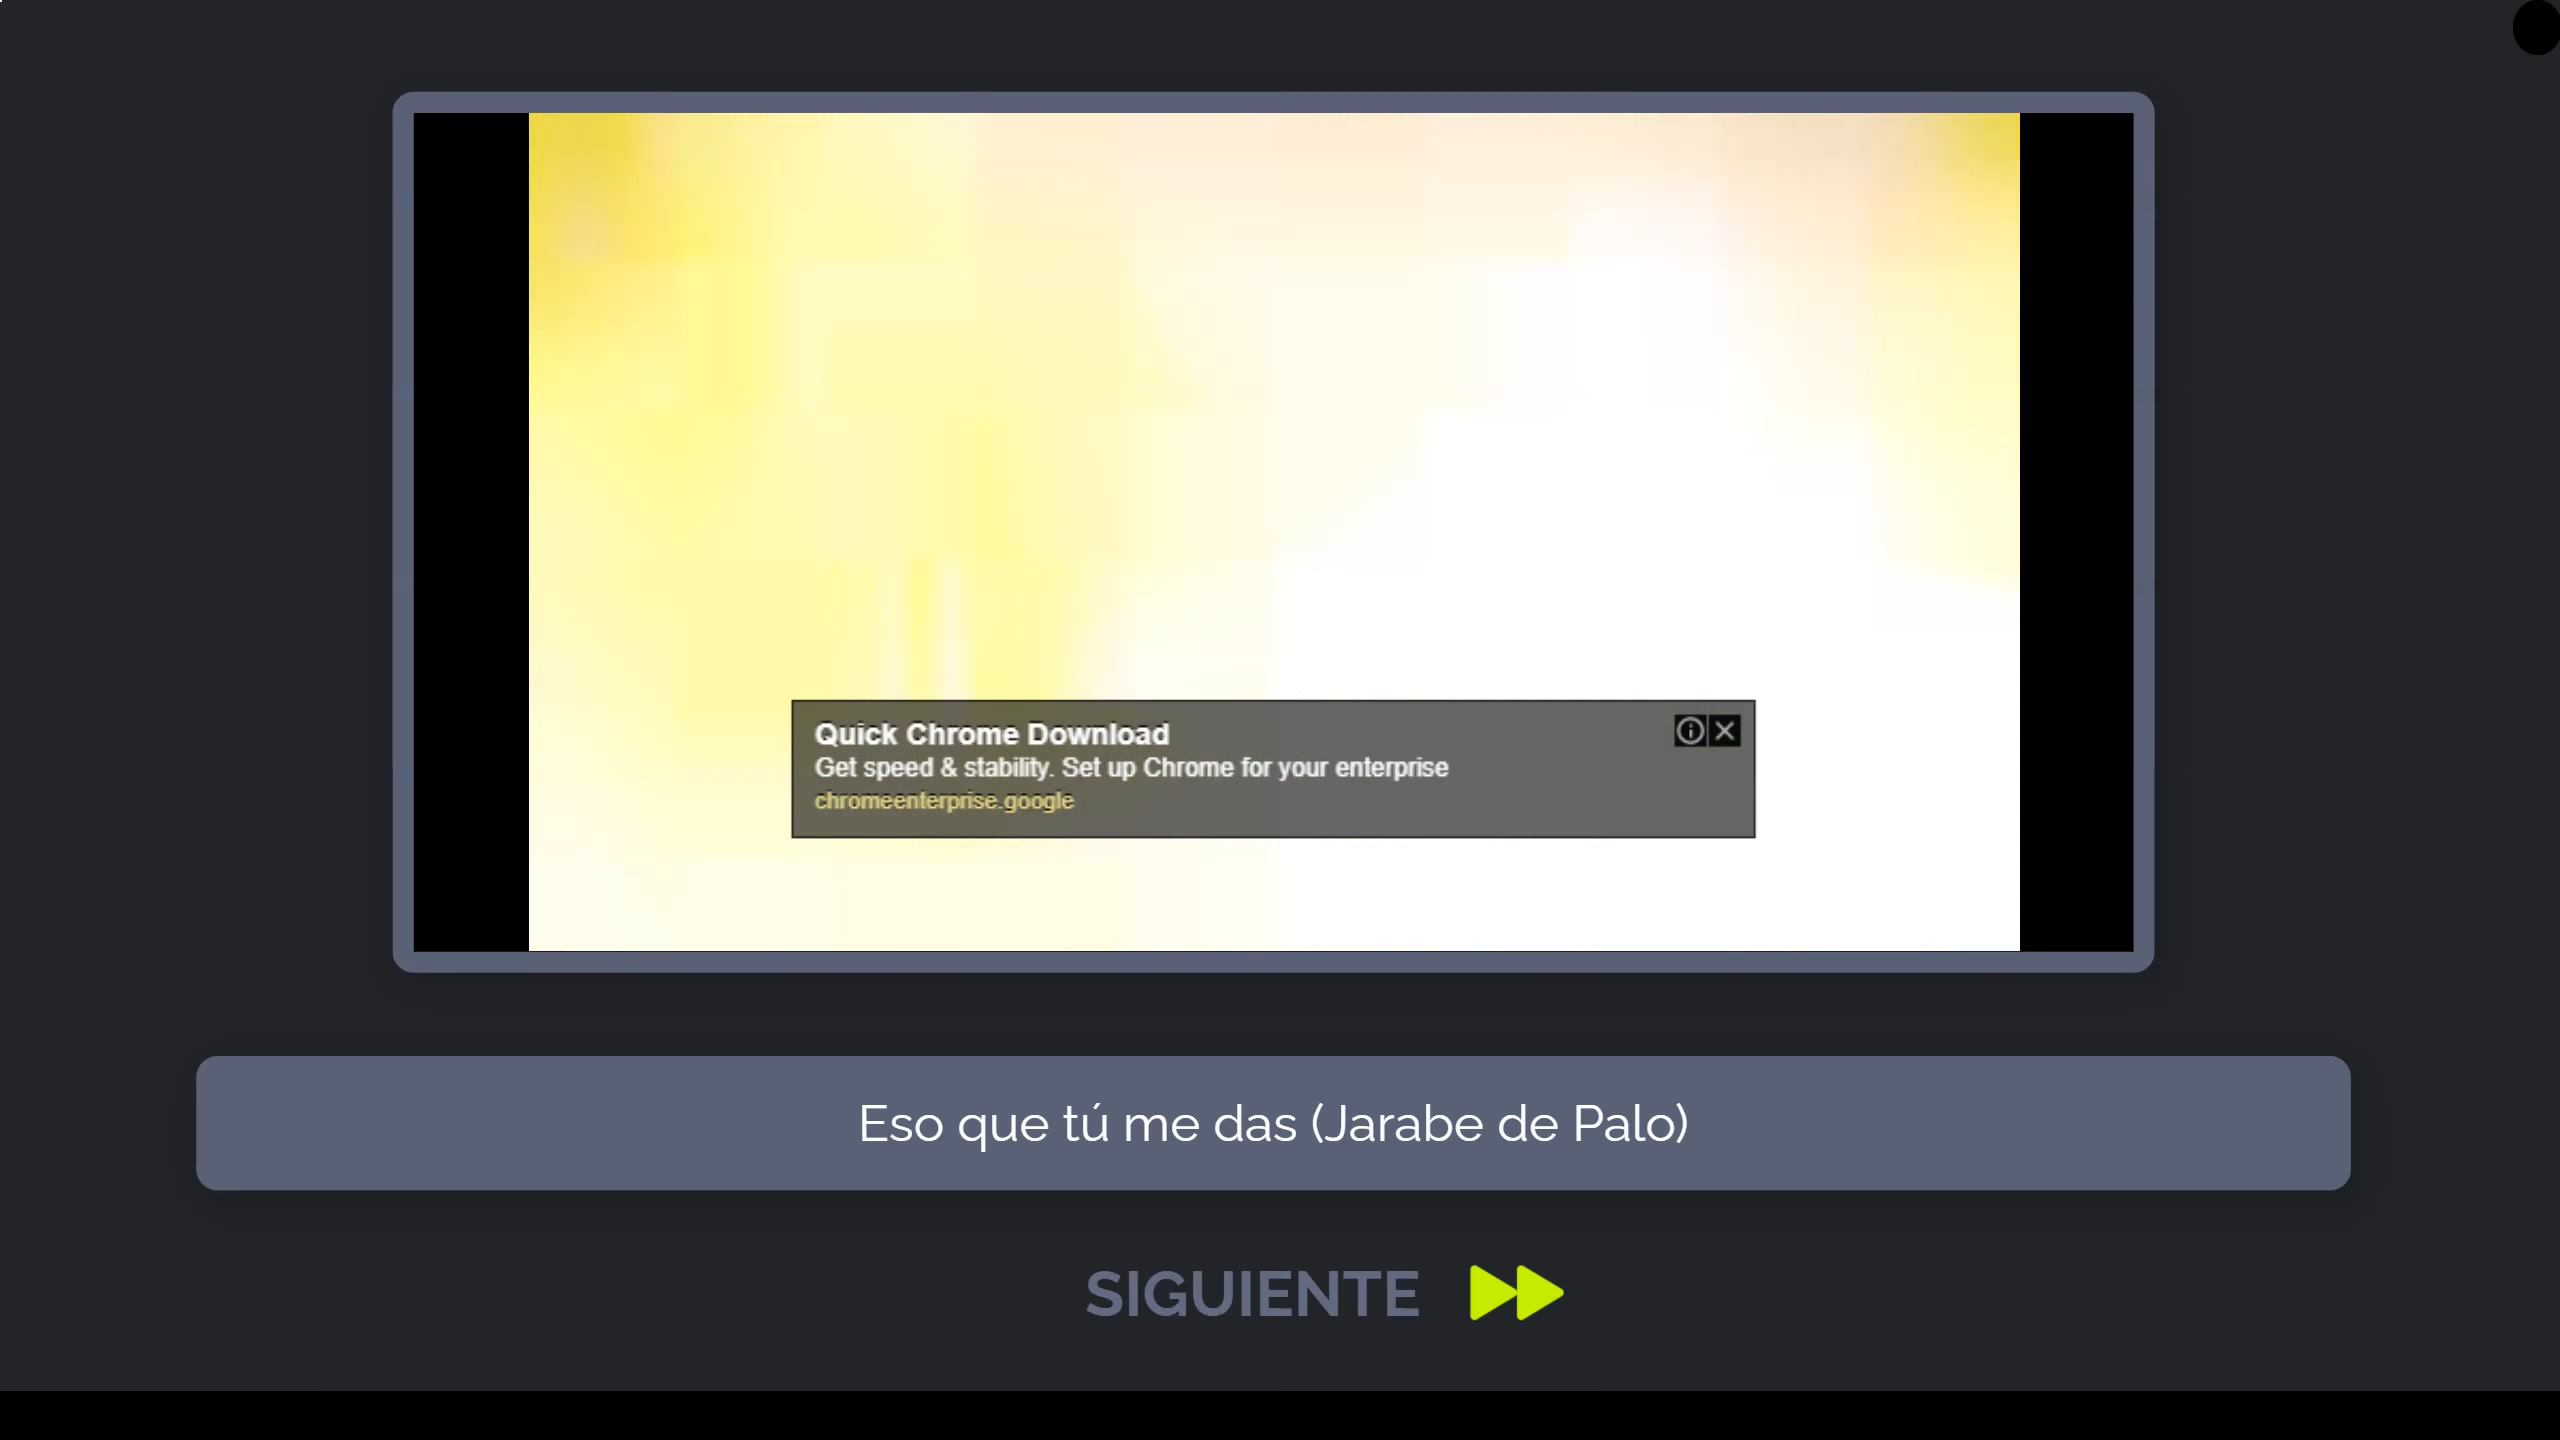 Quick Chrome Download
Get speed & stability. Set up Chrome for your enterprise
chromeenterprise.google
Eso que tú me das (Jarabe de Palo)
SIGUIENTE